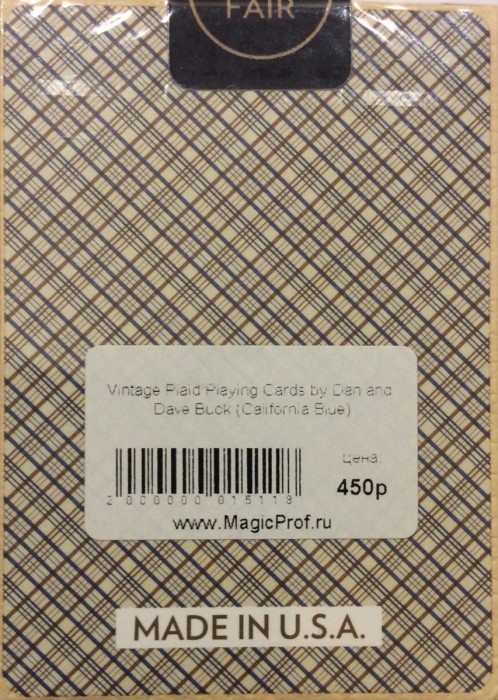 FAIR
Vintage Plaid Playing Cards by Dan and
Dave Buck (California Blue)
цена
2 000000 015118
450р
www.MagicProf.ru
MADE IN U.S.A.